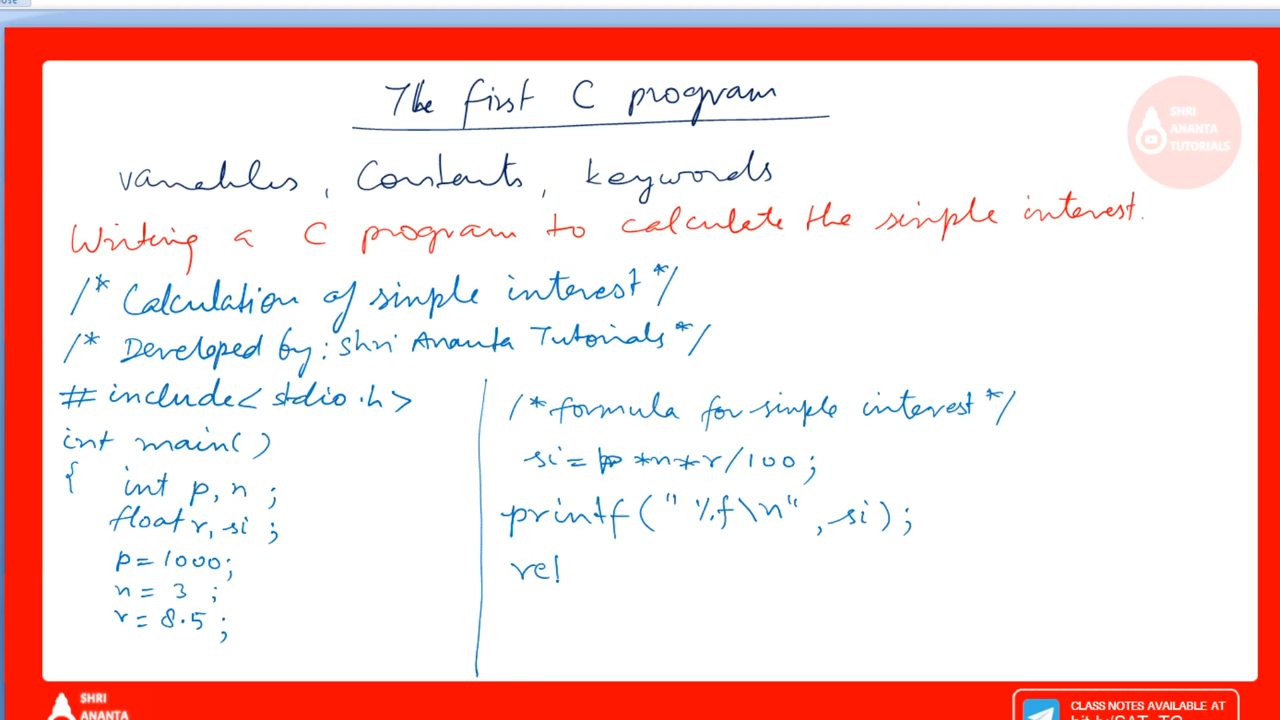 ose
The first C program
SHRI
ANANTA
TUTORIALS
variables, Constants, keywords
Writing a C program to calculate the simple interest.
/* Calculation of simple interest */
/* Developed by: Shri Ananta Tutorials */
# include< stdio.h>
int main( )
{ int p, n ;
float r, si ;
p = 1000;
n = 3 ;
r = 8.5 ;
/* formula for simple interest */
si = p *n*r/100 ;
printf ( " %f\n" , si ) ;
ret
SHRI
ANANTA
CLASS NOTES AVAILABLE AT